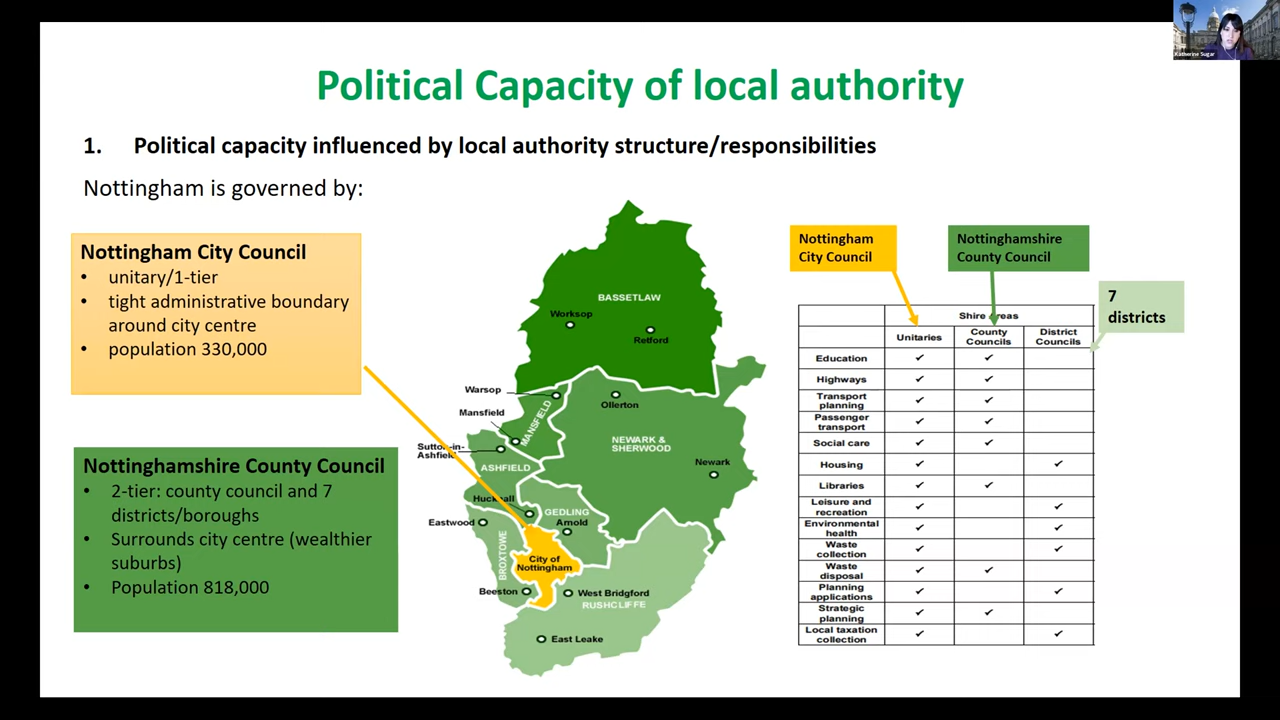 Katherine Sugar
Political Capacity of local authority
1. Political capacity influenced by local authority structure/responsibilities
Nottingham is governed by:
Nottingham City Council
• unitary/1-tier
• tight administrative boundary
around city centre
• population 330,000
Nottinghamshire County Council
• 2-tier: county council and 7
districts/boroughs
• Surrounds city centre (wealthier
suburbs)
• Population 818,000
BASSETLAW
Worksop
Retford
Warsop
Ollerton
Mansfield
MANSFIELD
NEWARK &
SHERWOOD
Sutton-in-
Ashfield
ASHFIELD
Newark
Hucknall
GEDLING
Arnold
Eastwood
BROXTOWE
City of
Nottingham
Beeston
West Bridgford
RUSHCLIFFE
East Leake
Nottingham
City Council
Nottinghamshire
County Council
7
districts
Shire Areas
Unitaries
County
Councils
District
Councils
Education ✓ ✓
Highways ✓ ✓
Transport
planning ✓ ✓
Passenger
transport ✓ ✓
Social care ✓ ✓
Housing ✓ ✓
Libraries ✓ ✓
Leisure and
recreation ✓ ✓
Environmental
health ✓ ✓
Waste
collection ✓ ✓
Waste
disposal ✓ ✓
Planning
applications ✓ ✓
Strategic
planning ✓ ✓
Local taxation
collection ✓ ✓